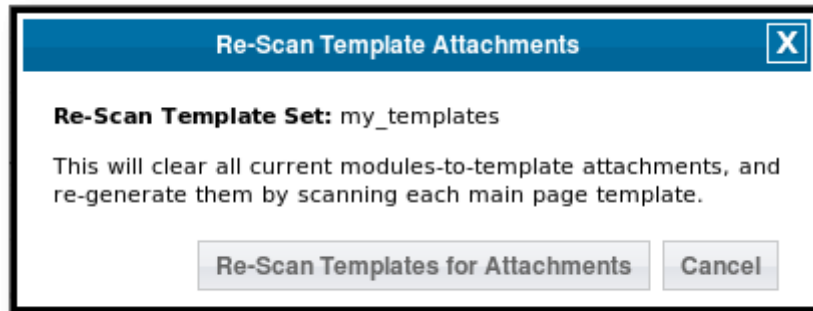 Re-Scan Template Attachments X
Re-Scan Template Set: my_templates
This will clear all current modules-to-template attachments, and
re-generate them by scanning each main page template.
Re-Scan Templates for Attachments Cancel